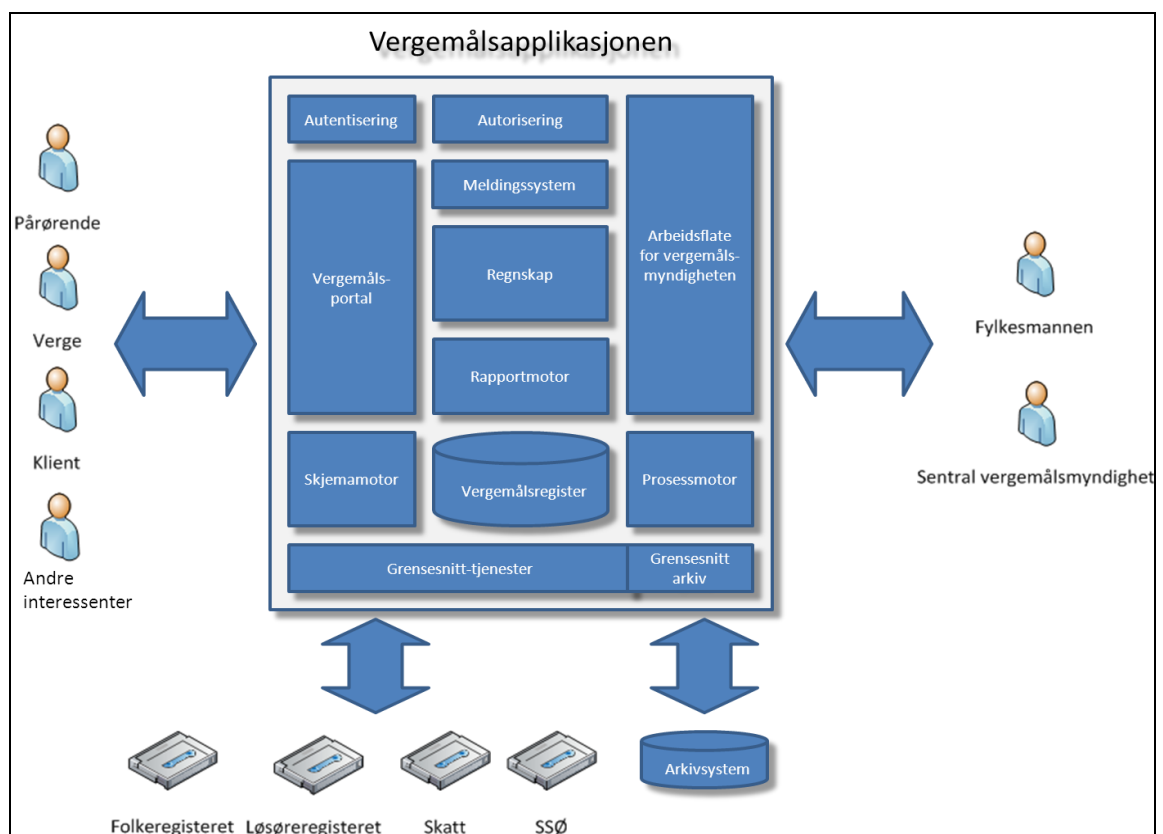 Vergemålsapplikasjonen
Autentisering
Autorisering
Meldingssystem
Vergemåls-
portal
Regnskap
Rapportmotor
Arbeidsflate
for vergemåls-
myndigheten
Skjemamotor
Vergemålsregister
Prosessmotor
Grensesnitt-tjenester
Grensesnitt
arkiv
Pårørende
Verge
Klient
Andre
interessenter
Fylkesmannen
Sentral vergemålsmyndighet
Folkeregisteret
Løsøreregisteret
Skatt
SSØ
Arkivsystem